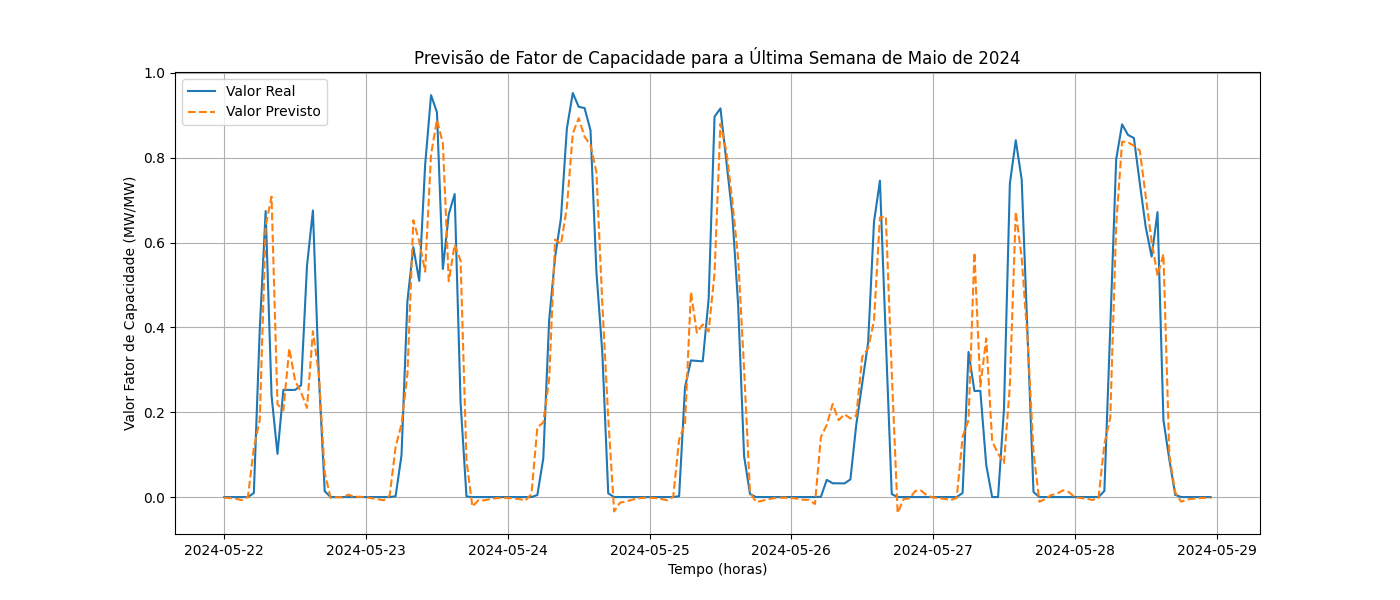 Previsão de Fator de Capacidade para a Última Semana de Maio de 2024
Valor Real
Valor Previsto
Valor Fator de Capacidade (MW/MW)
1.0
0.8
0.6
0.4
0.2
0.0
2024-05-22
2024-05-23
2024-05-24
2024-05-25
2024-05-26
2024-05-27
2024-05-28
2024-05-29
Tempo (horas)